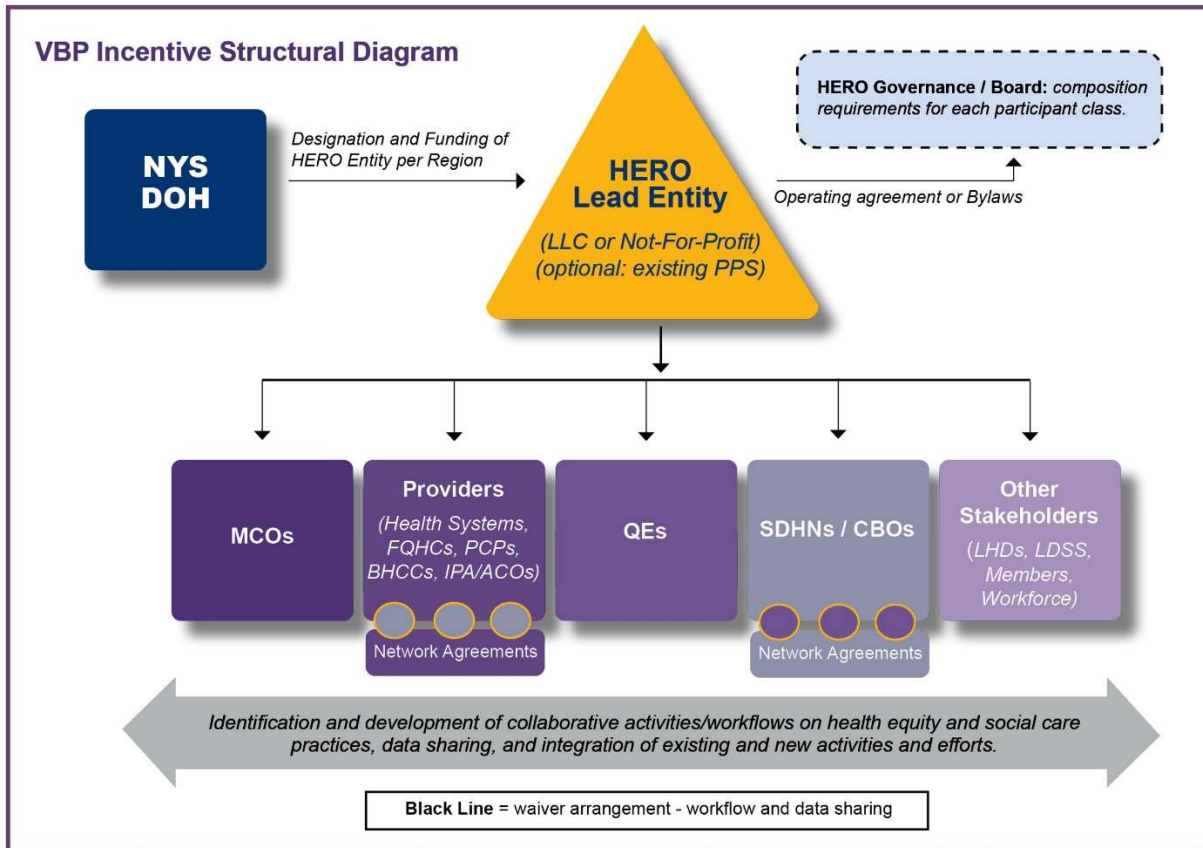 VBP Incentive Structural Diagram
NYS
DOH
Designation and Funding of
HERO Entity per Region
HERO
Lead Entity
(LLC or Not-For-Profit)
(optional: existing PPS)
HERO Governance / Board: composition
requirements for each participant class.
Operating agreement or Bylaws
MCOs
Providers
(Health Systems,
FQHCs, PCPs,
BHCCs, IPA/ACOs)
Network Agreements
QEs
SDHNs / CBOs
Network Agreements
Other
Stakeholders
(LHDs, LDSS,
Members,
Workforce)
Identification and development of collaborative activities/workflows on health equity and social care
practices, data sharing, and integration of existing and new activities and efforts.
Black Line = waiver arrangement - workflow and data sharing